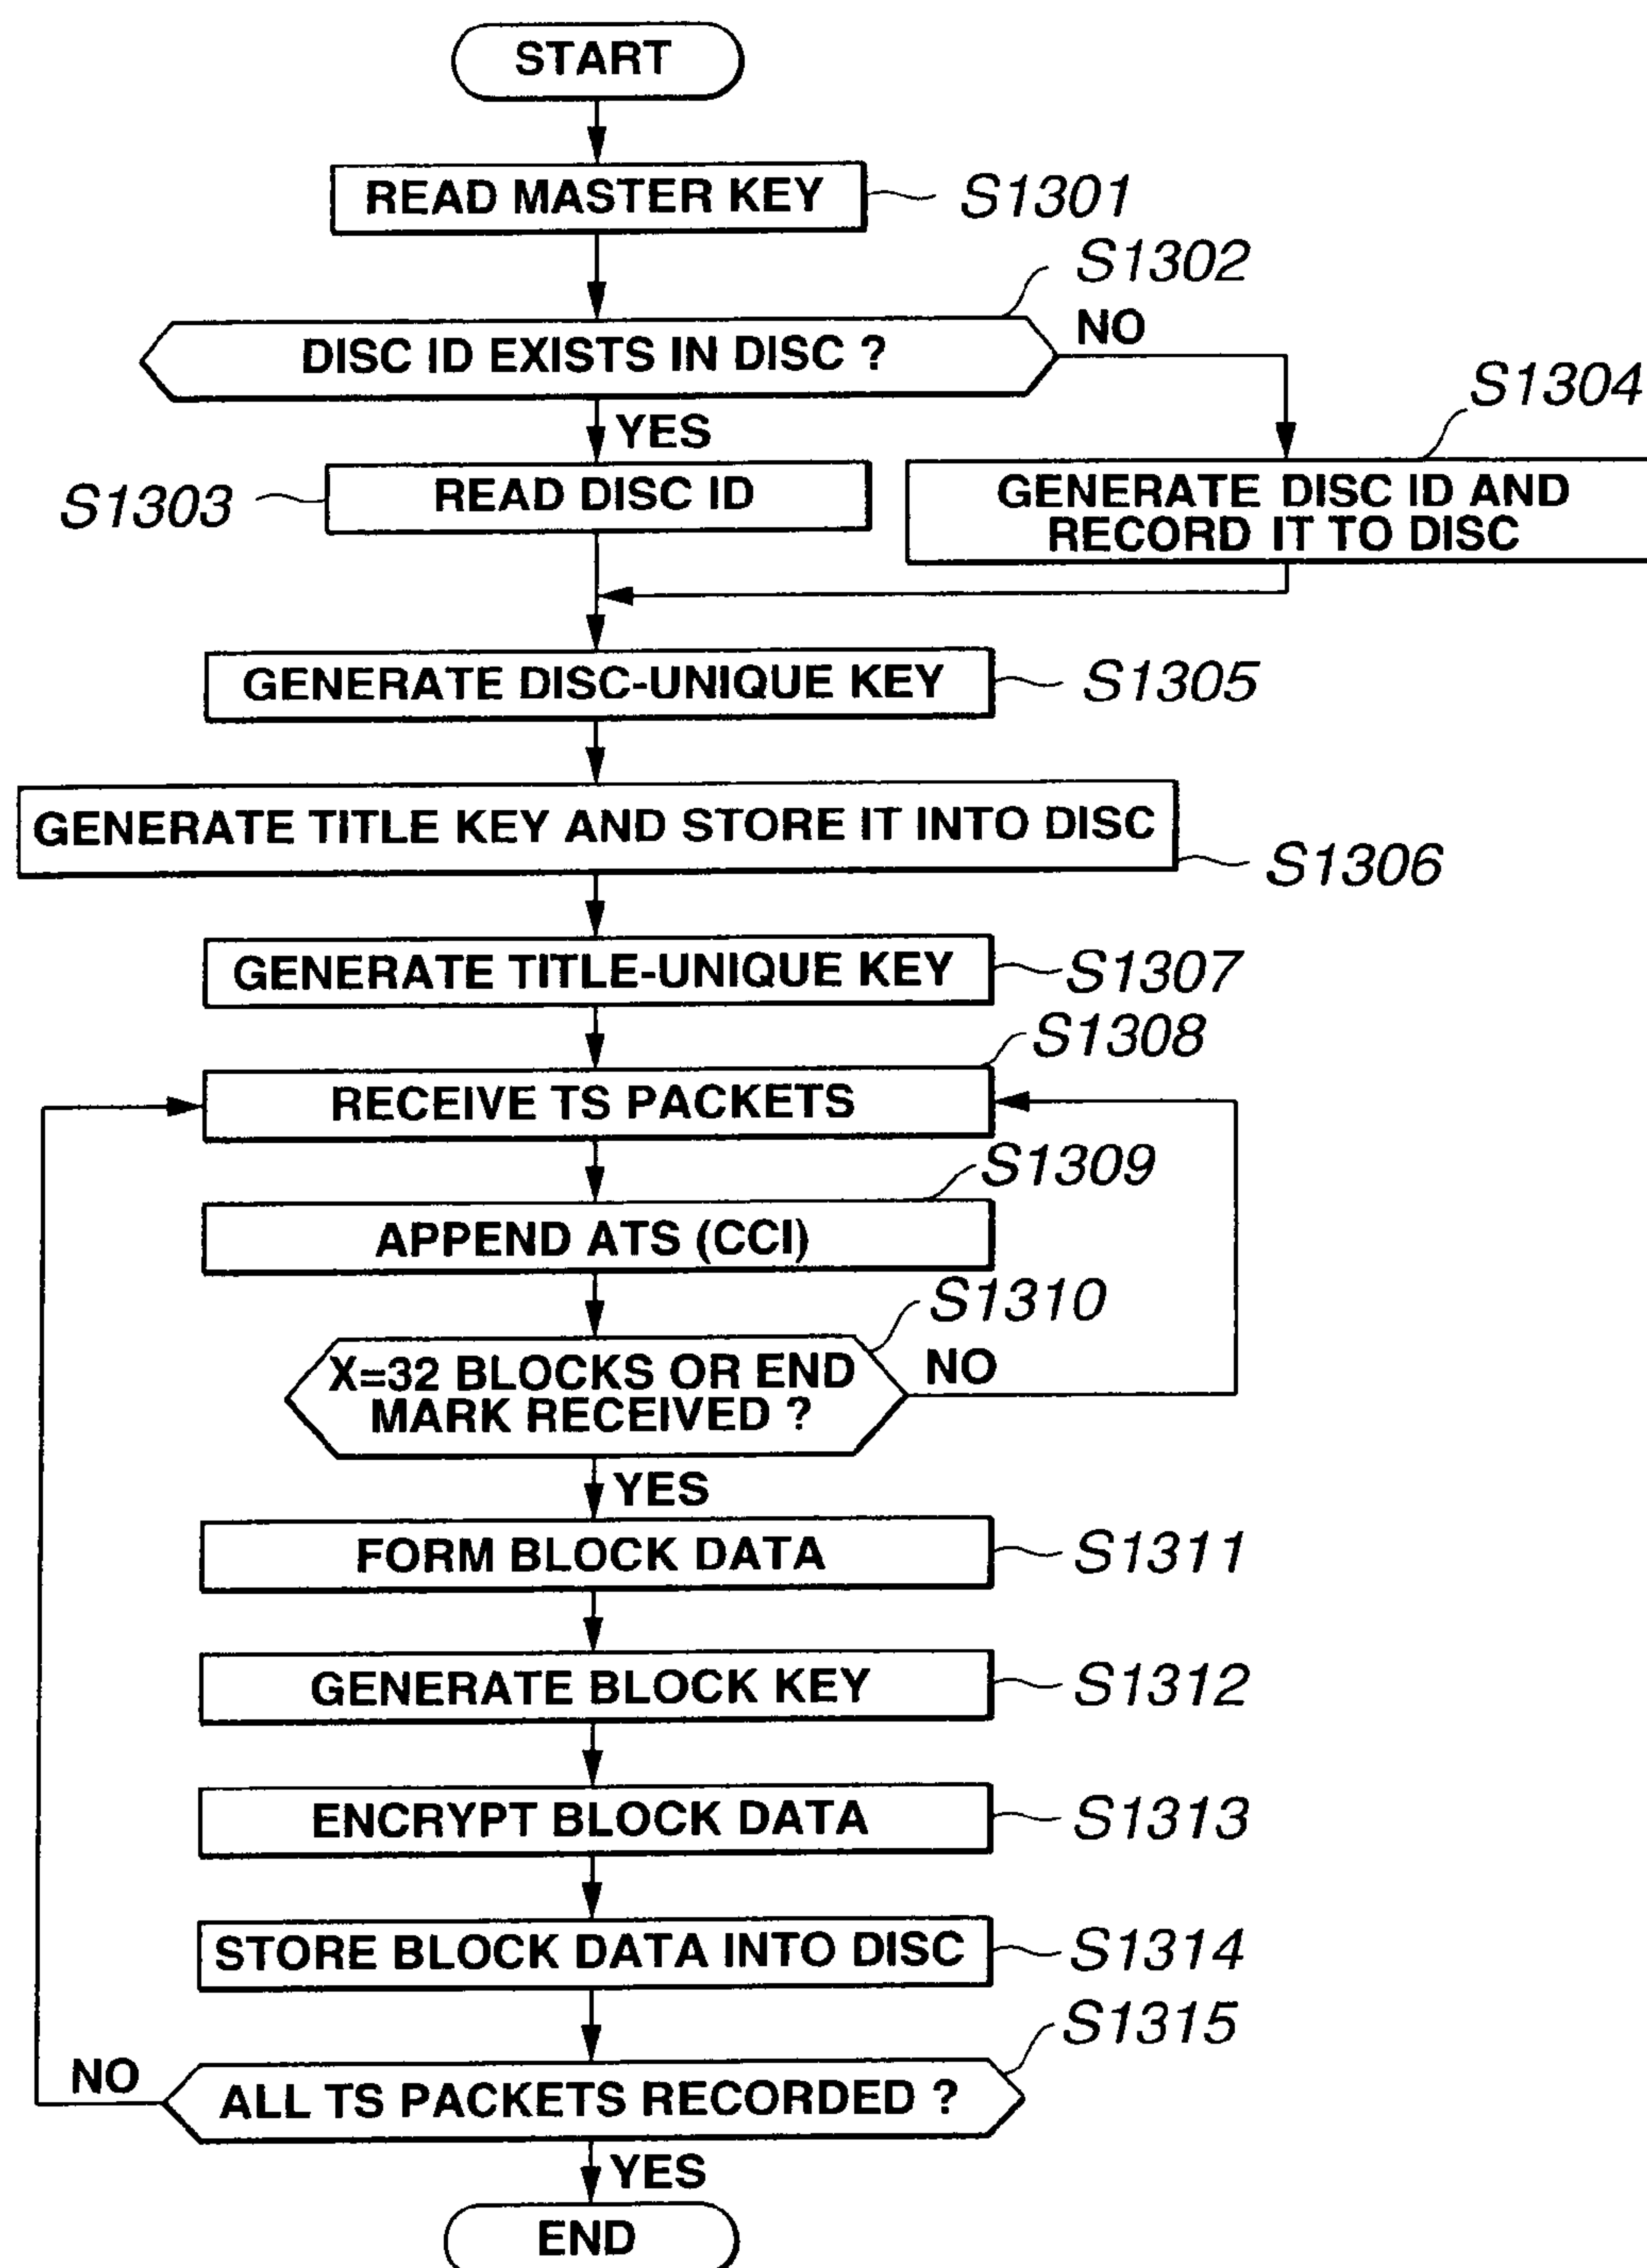 START
READ MASTER KEY
S1301
S1302
DISC ID EXISTS IN DISC ?
NO
YES
S1304
S1303
READ DISC ID
GENERATE DISC ID AND
RECORD IT TO DISC
GENERATE DISC-UNIQUE KEY
S1305
GENERATE TITLE KEY AND STORE IT INTO DISC
S1306
GENERATE TITLE-UNIQUE KEY
S1307
S1308
RECEIVE TS PACKETS
S1309
APPEND ATS (CCI)
S1310
X=32 BLOCKS OR END
MARK RECEIVED ?
NO
YES
FORM BLOCK DATA
S1311
GENERATE BLOCK KEY
S1312
ENCRYPT BLOCK DATA
S1313
STORE BLOCK DATA INTO DISC
S1314
S1315
NO
ALL TS PACKETS RECORDED ?
YES
END